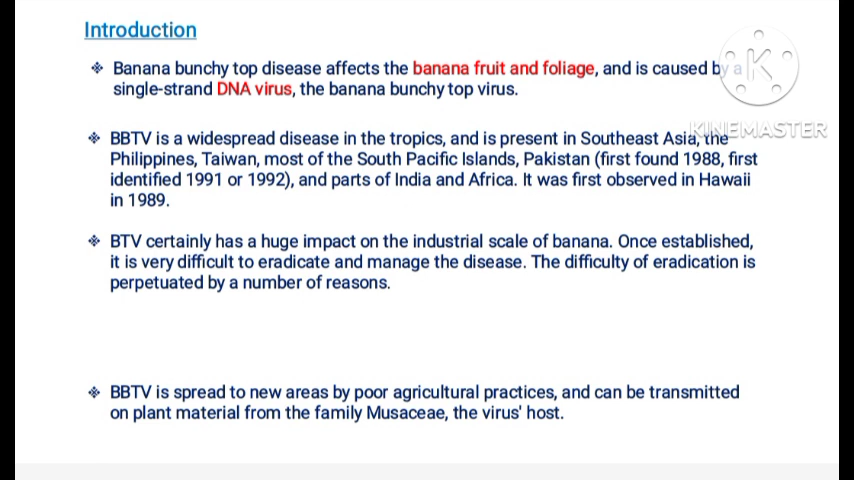 Introduction
❖ Banana bunchy top disease affects the banana fruit and foliage, and is caused by a
single-strand DNA virus, the banana bunchy top virus.
❖ BBTV is a widespread disease in the tropics, and is present in Southeast Asia, the
Philippines, Taiwan, most of the South Pacific Islands, Pakistan (first found 1988, first
identified 1991 or 1992), and parts of India and Africa. It was first observed in Hawaii
in 1989.
❖ BTV certainly has a huge impact on the industrial scale of banana. Once established,
it is very difficult to eradicate and manage the disease. The difficulty of eradication is
perpetuated by a number of reasons.
❖ BBTV is spread to new areas by poor agricultural practices, and can be transmitted
on plant material from the family Musaceae, the virus' host.
K
KINEMASTER